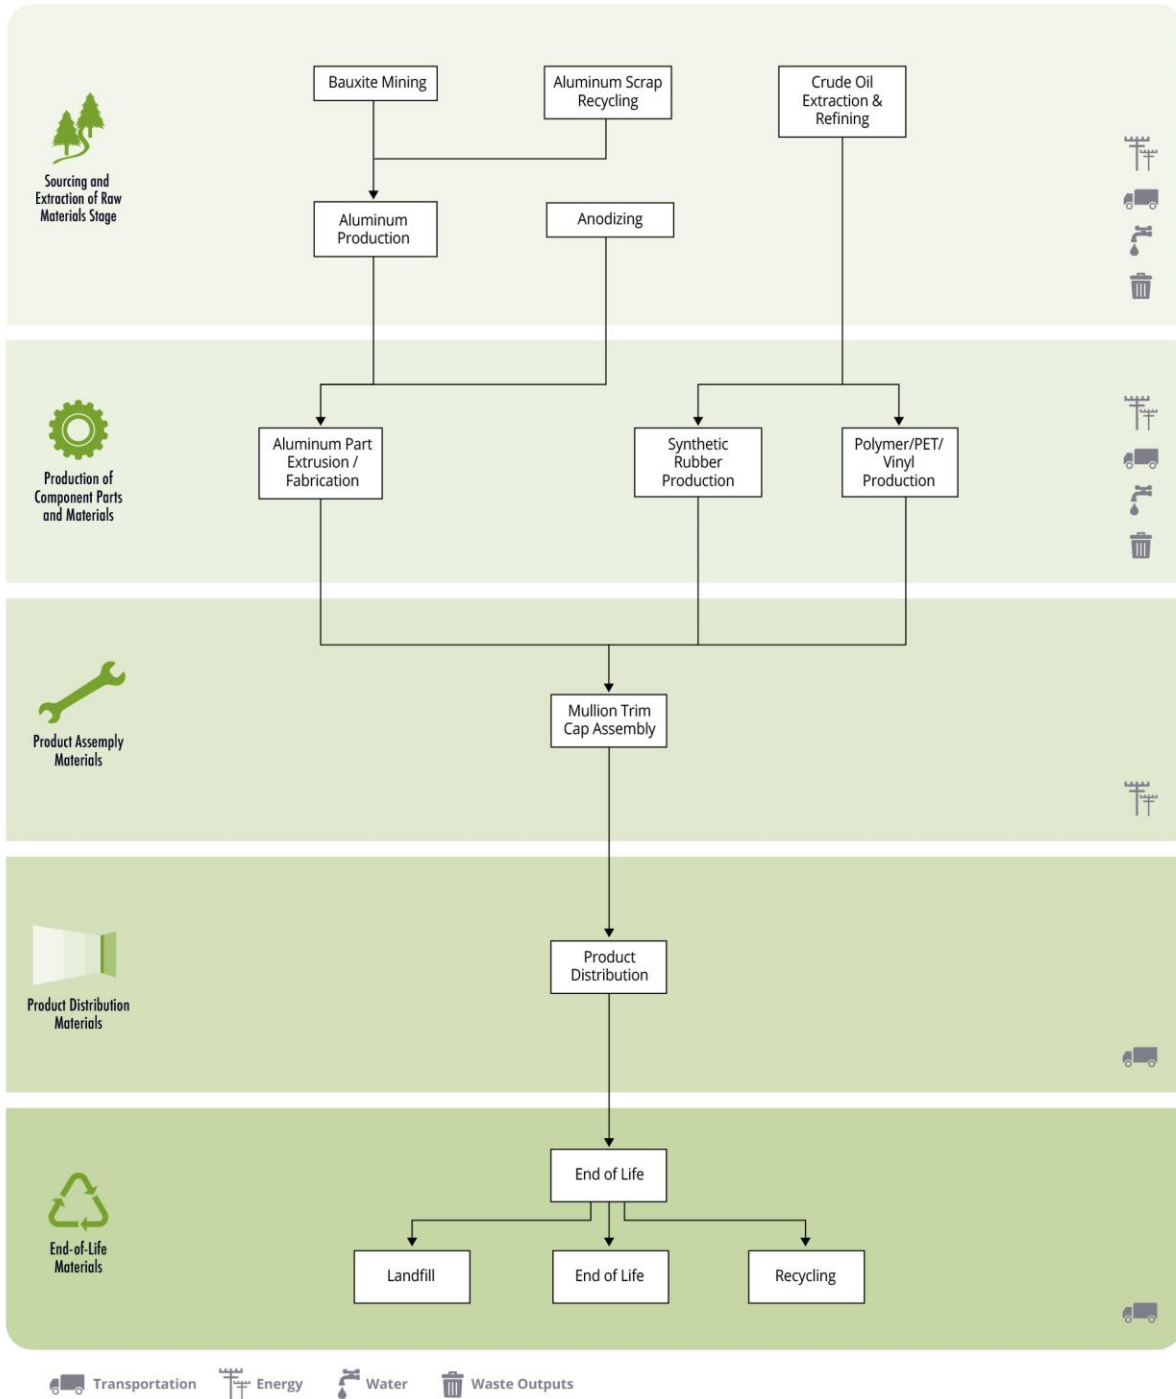 Bauxite Mining
Aluminum Scrap
Recycling
Crude Oil
Extraction &
Refining
Sourcing and
Extraction of Raw
Materials Stage
Aluminum
Production
Anodizing
Aluminum Part
Extrusion /
Fabrication
Synthetic
Rubber
Production
Polymer/PET/
Vinyl
Production
Production of
Component Parts
and Materials
Mullion Trim
Cap Assembly
Product Assemply
Materials
Product
Distribution
Product Distribution
Materials
End of Life
End-of-Life
Materials
Landfill
End of Life
Recycling
Transportation
Energy
Water
Waste Outputs